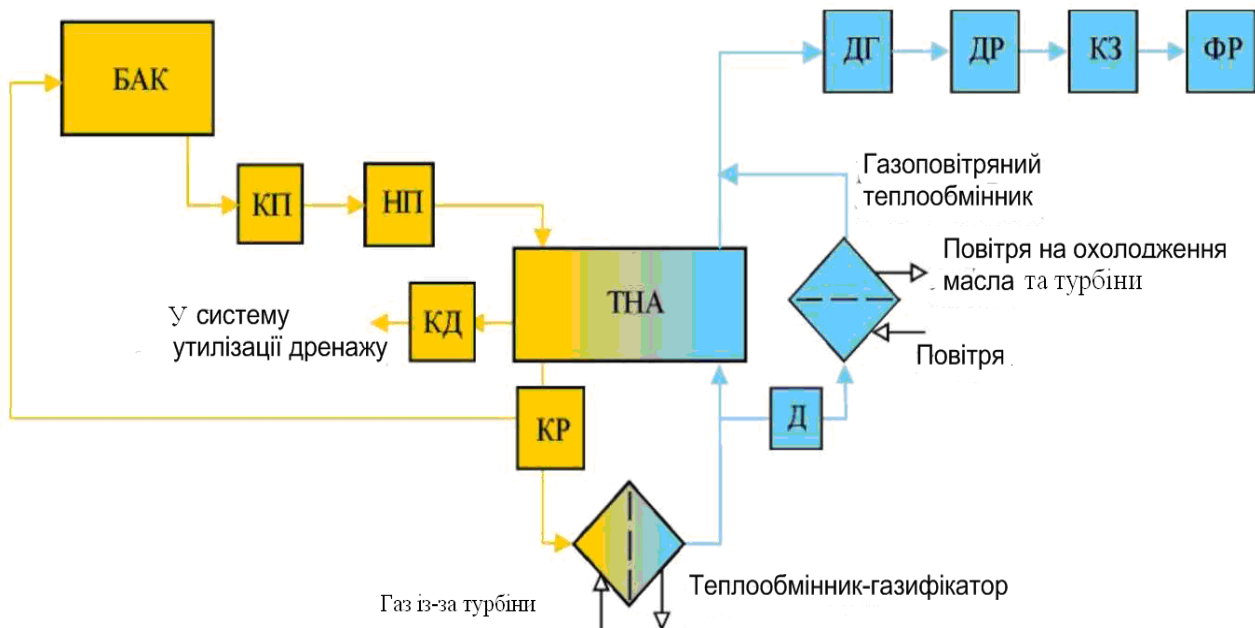 БАК
ДГ
ДР
КЗ
ФР
КП
НП
Газоповітряний
теплообмінник
ТНА
Повітря на охолодження
масла та турбіни
У систему
утилізації дренажу
КД
Повітря
КР
Д
Теплообмінник-газифікатор
Газ із-за турбіни